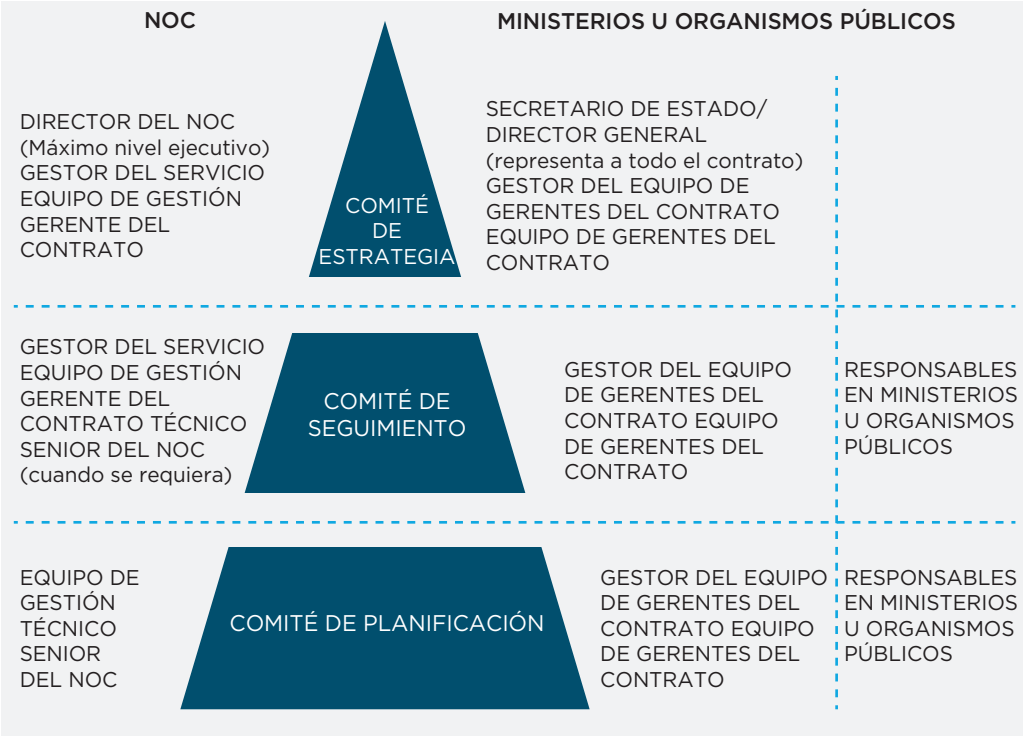 NOC
MINISTERIOS U ORGANISMOS PÚBLICOS
DIRECTOR DEL NOC
(Máximo nivel ejecutivo)
GESTOR DEL SERVICIO
EQUIPO DE GESTIÓN
GERENTE DEL
CONTRATO
COMITÉ
DE
ESTRATEGIA
SECRETARIO DE ESTADO/
DIRECTOR GENERAL
(representa a todo el contrato)
GESTOR DEL EQUIPO DE
GERENTES DEL CONTRATO
EQUIPO DE GERENTES DEL
CONTRATO
GESTOR DEL SERVICIO
EQUIPO DE GESTIÓN
GERENTE DEL
CONTRATO TÉCNICO
SENIOR DEL NOC
(cuando se requiera)
COMITÉ DE
SEGUIMIENTO
GESTOR DEL EQUIPO
DE GERENTES DEL
CONTRATO EQUIPO
DE GERENTES DEL
CONTRATO
RESPONSABLES
EN MINISTERIOS
U ORGANISMOS
PÚBLICOS
EQUIPO DE
GESTIÓN
TÉCNICO
SENIOR
DEL NOC
COMITÉ DE PLANIFICACIÓN
GESTOR DEL EQUIPO
DE GERENTES DEL
CONTRATO EQUIPO
DE GERENTES DEL
CONTRATO
RESPONSABLES
EN MINISTERIOS
U ORGANISMOS
PÚBLICOS